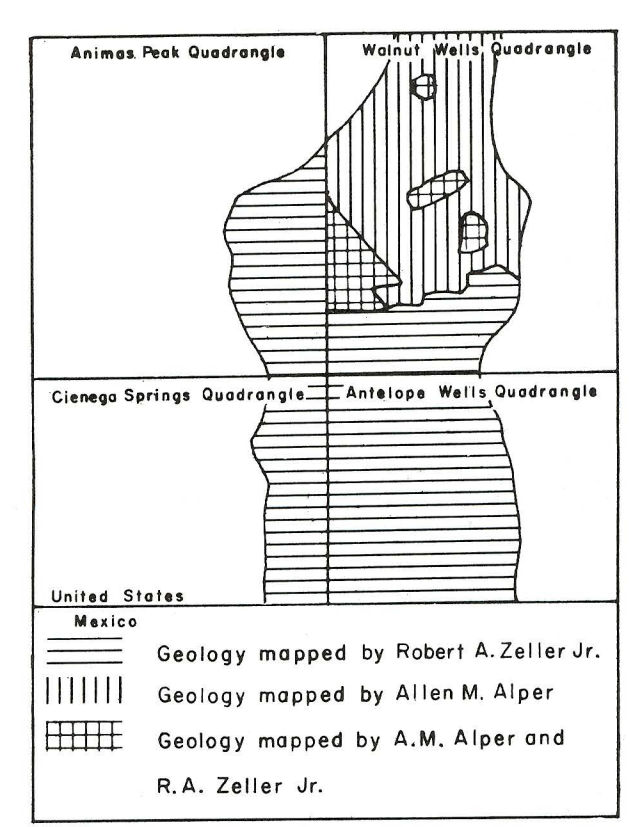 Animas Peak Quadrangle
Walnut Wells Quadrangle
Cienega Springs Quadrangle
Antelope Wells Quadrangle
United States
Mexico
Geology mapped by Robert A. Zeller Jr.
Geology mapped by Allen M. Alper
Geology mapped by A.M. Alper and
R.A. Zeller Jr.